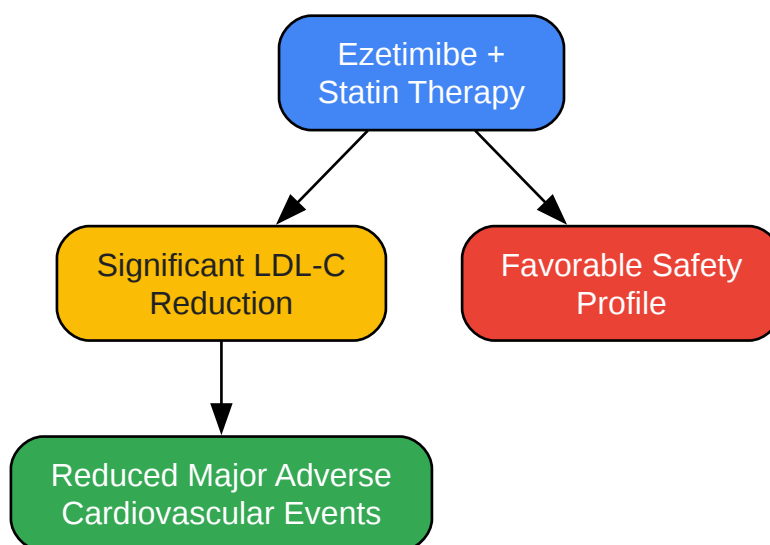 Ezetimibe +
Statin Therapy
Significant LDL-C
Reduction
Favorable Safety
Profile
Reduced Major Adverse
Cardiovascular Events